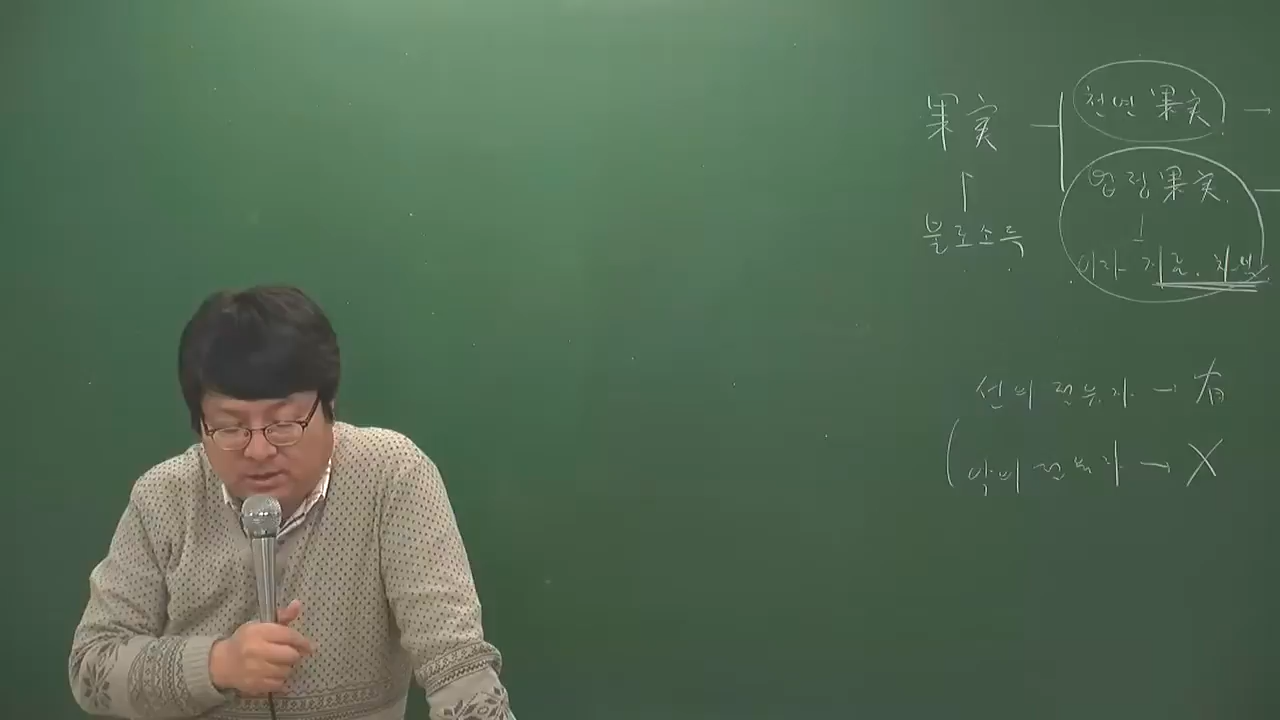 果实 천연 果实 →
법정果实 —
↑
불로소득
이자 지료, 차임
선의 점유자 → 有
악의 점유자 → X